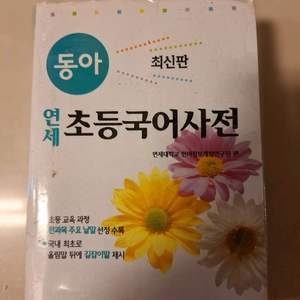 동아
최신판
연세 초등국어사전
연세대학교 언어정보개발연구원 편
초등 교육 과정
전과목 주요 낱말 선정 수록
국내 최초로
올림말 뒤에 길잡이말 제시